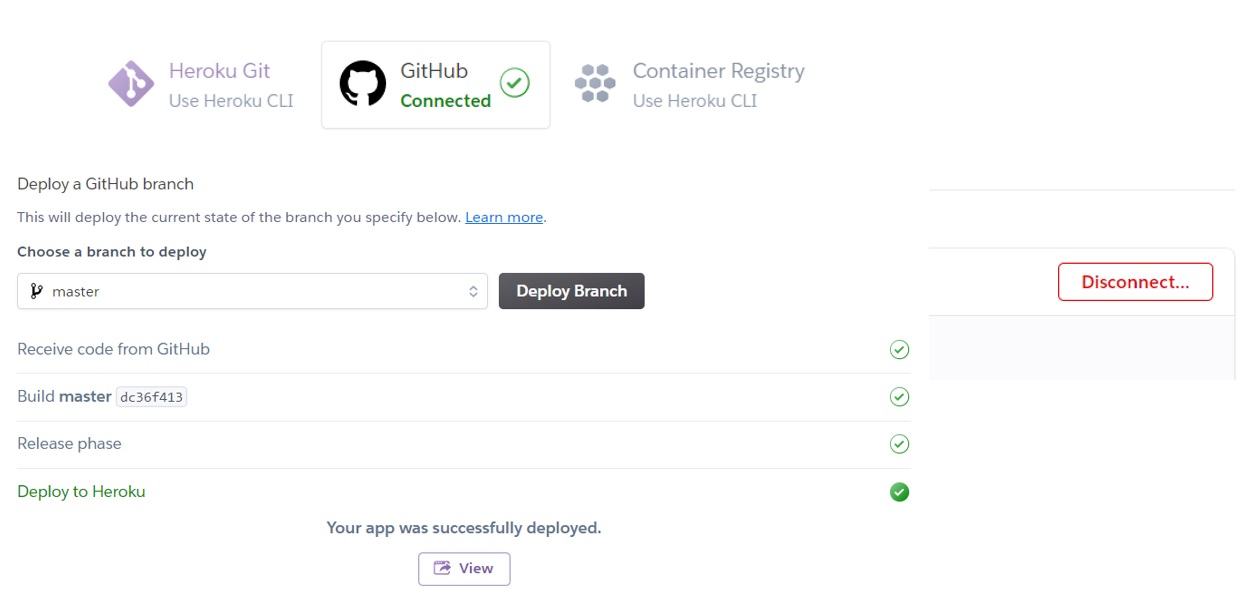 Heroku Git
Use Heroku CLI
GitHub
Connected
Container Registry
Use Heroku CLI
Deploy a GitHub branch
This will deploy the current state of the branch you specify below. Learn more.
Choose a branch to deploy
master
Deploy Branch
Disconnect...
Receive code from GitHub
Build master dc36f413
Release phase
Deploy to Heroku
Your app was successfully deployed.
View